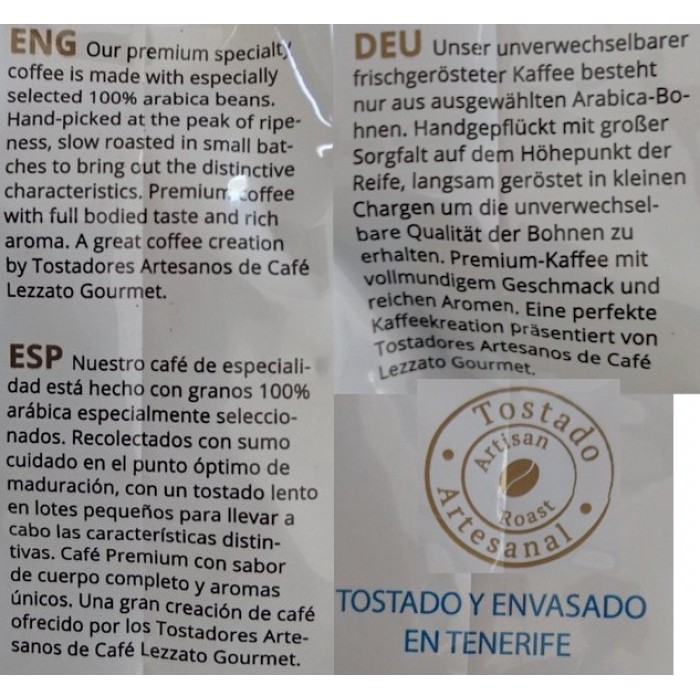 ENG Our premium specialty
coffee is made with especially
selected 100% arabica beans.
Hand-picked at the peak of ripe-
ness, slow roasted in small bat-
ches to bring out the distinctive
characteristics. Premium coffee
with full bodied taste and rich
aroma. A great coffee creation
by Tostadores Artesanos de Café
Lezzato Gourmet.
ESP Nuestro café de especiali-
dad está hecho con granos 100%
arábica especialmente seleccio-
nados. Recolectados con sumo
cuidado en el punto óptimo de
maduración, con un tostado lento
en lotes pequeños para llevar a
cabo las características distin-
tivas. Café Premium con sabor
de cuerpo completo y aromas
únicos. Una gran creación de café
ofrecido por los Tostadores Arte-
sanos de Café Lezzato Gourmet.
DEU Unser unverwechselbarer
frischgerösteter Kaffee besteht
nur aus ausgewählten Arabica-Bo-
hnen. Handgepflückt mit großer
Sorgfalt auf dem Höhepunkt der
Reife, langsam geröstet in kleinen
Chargen um die unverwechsel-
bare Qualität der Bohnen zu
erhalten. Premium-Kaffee mit
vollmundigem Geschmack und
reichen Aromen. Eine perfekte
Kaffeekreation präsentiert von
Tostadores Artesanos de Café
Lezzato Gourmet.
Tostado
Artisan
Roast
Artesanal
TOSTADO Y ENVASADO
EN TENERIFE